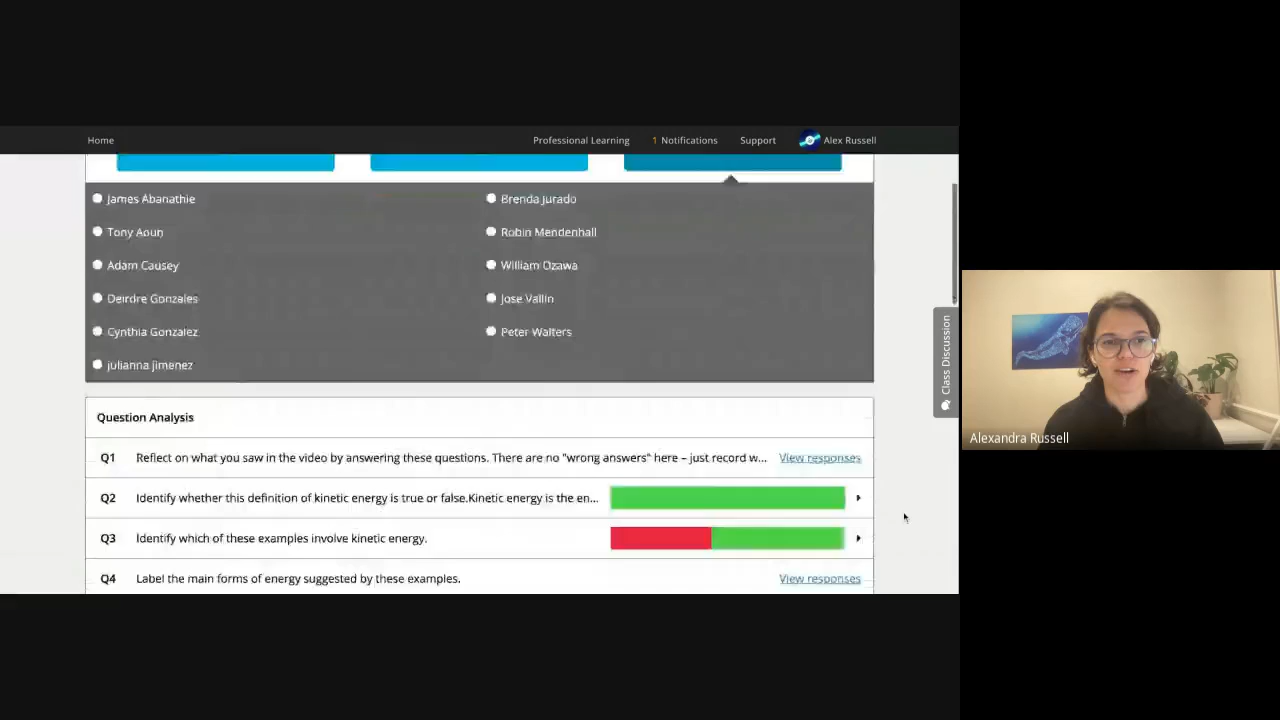 Home Professional Learning 1 Notifications Support Alex Russell
James Abanathie Brenda Jurado
Tony Aoun Robin Mendenhall
Adam Causey William Ozawa
Deirdre Gonzales Jose Vallin
Cynthia Gonzalez Peter Walters
julianna jimenez
Class Discussion
Question Analysis
Q1 Reflect on what you saw in the video by answering these questions. There are no "wrong answers" here – just record w... View responses
Q2 Identify whether this definition of kinetic energy is true or false.Kinetic energy is the en...
Q3 Identify which of these examples involve kinetic energy.
Q4 Label the main forms of energy suggested by these examples. View responses
Alexandra Russell